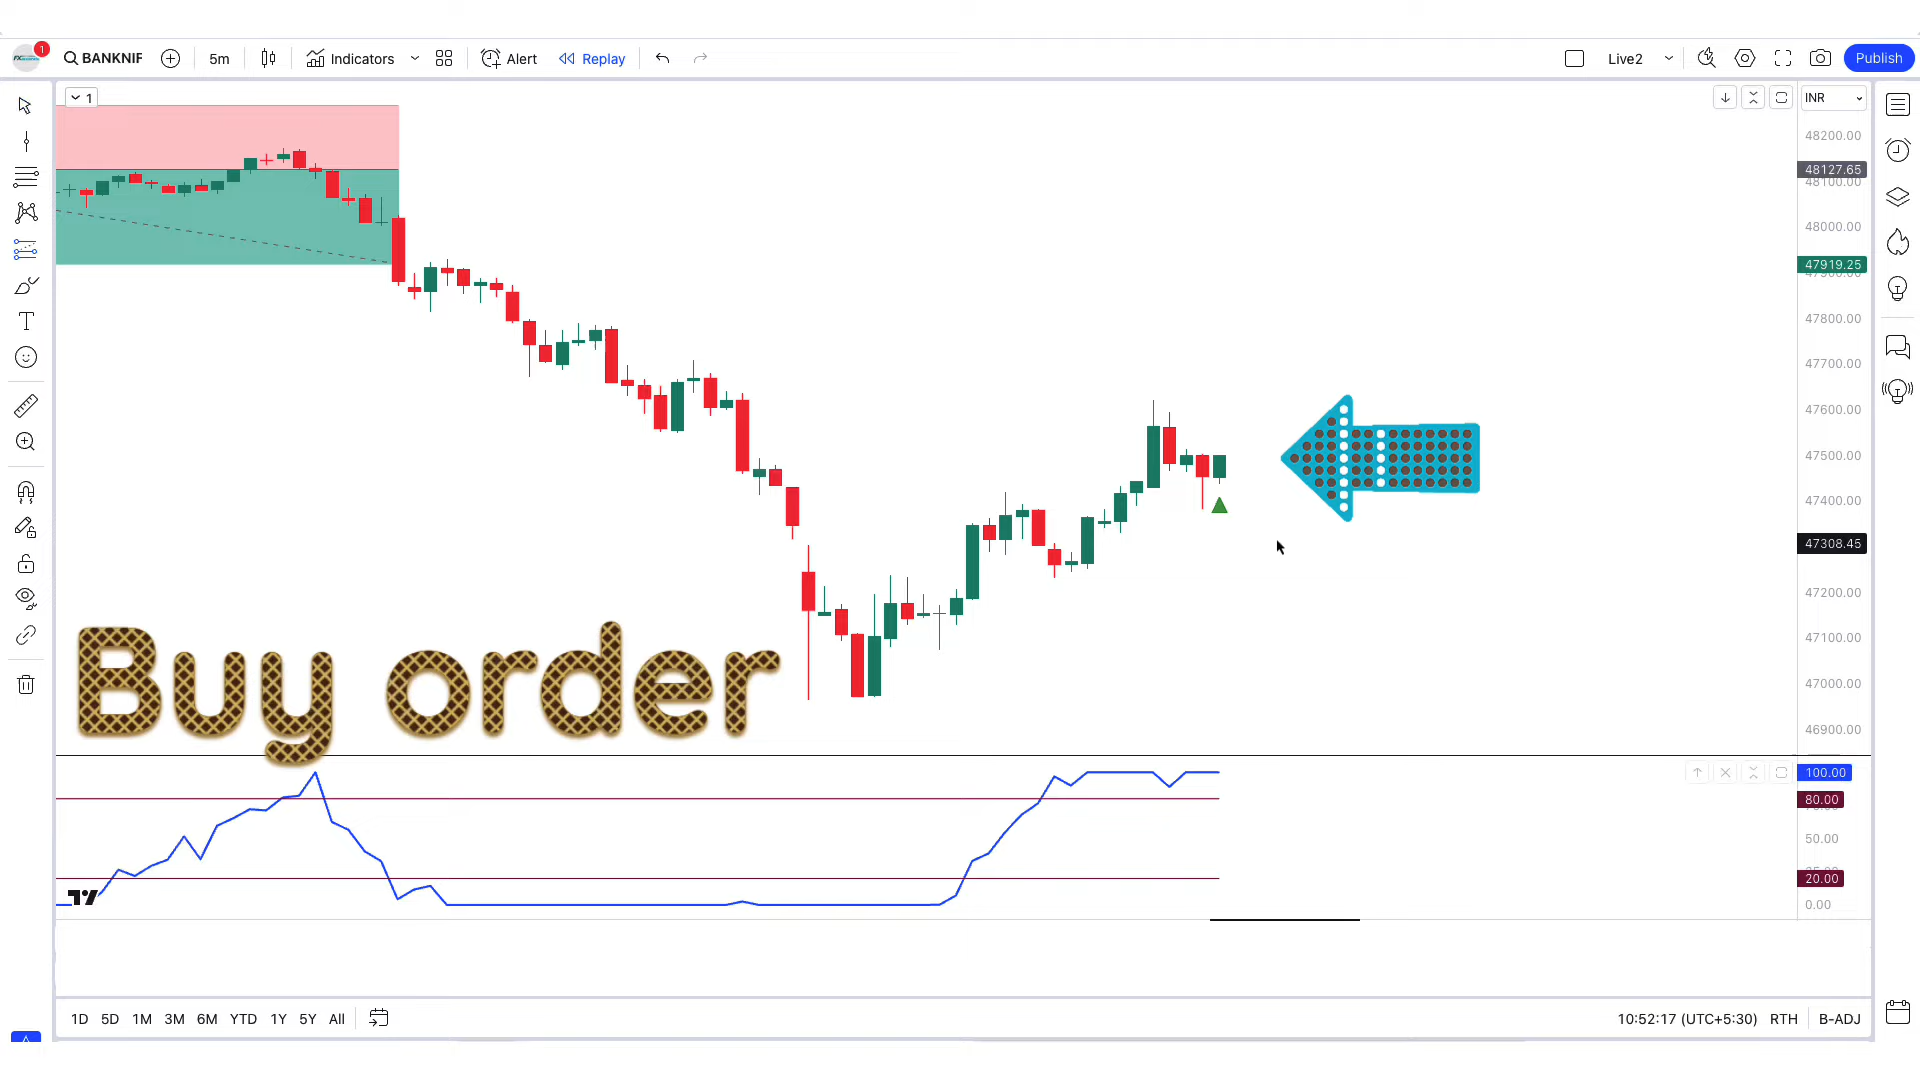 1
BANKNIF
5m
Indicators
Alert
Replay
Live2
Publish
1
INR
48200.00
48127.65
48100.00
48000.00
47919.25
47800.00
47700.00
47600.00
47500.00
47400.00
47308.45
47200.00
47100.00
47000.00
46900.00
Buy order
100.00
80.00
50.00
20.00
0.00
1D 5D 1M 3M 6M YTD 1Y 5Y All
10:52:17 (UTC+5:30) RTH B-ADJ